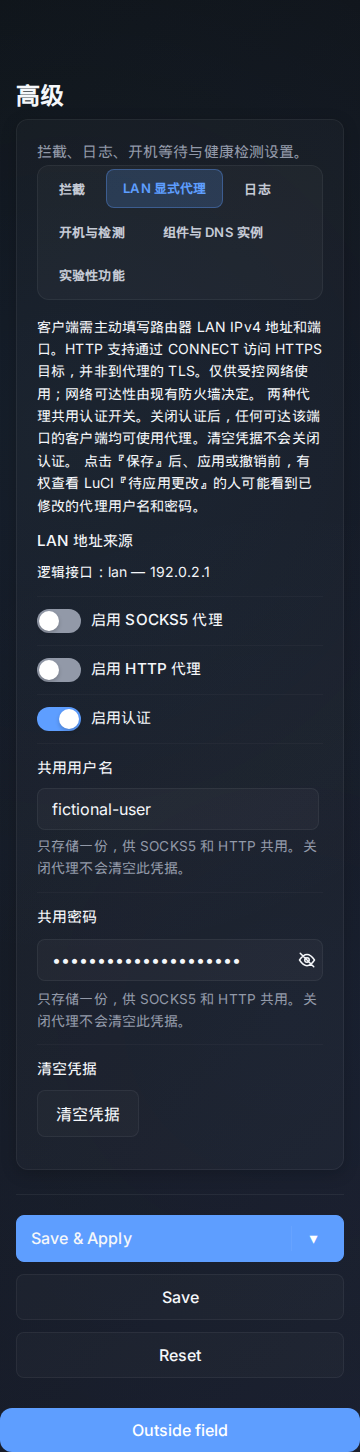 高级
拦截、日志、开机等待与健康检测设置。
拦截
LAN 显式代理
日志
开机与检测
组件与 DNS 实例
实验性功能
客户端需主动填写路由器 LAN IPv4 地址和端
口。HTTP 支持通过 CONNECT 访问 HTTPS
目标，并非到代理的 TLS。仅供受控网络使
用；网络可达性由现有防火墙决定。 两种代
理共用认证开关。关闭认证后，任何可达该端
口的客户端均可使用代理。清空凭据不会关闭
认证。 点击『保存』后、应用或撤销前，有
权查看 LuCI『待应用更改』的人可能看到已
修改的代理用户名和密码。
LAN 地址来源
逻辑接口：lan — 192.0.2.1
启用 SOCKS5 代理
启用 HTTP 代理
启用认证
共用用户名
fictional-user
只存储一份，供 SOCKS5 和 HTTP 共用。关
闭代理不会清空此凭据。
共用密码
•••••••••••••••••••••
只存储一份，供 SOCKS5 和 HTTP 共用。关
闭代理不会清空此凭据。
清空凭据
清空凭据
Save & Apply ▼
Save
Reset
Outside field